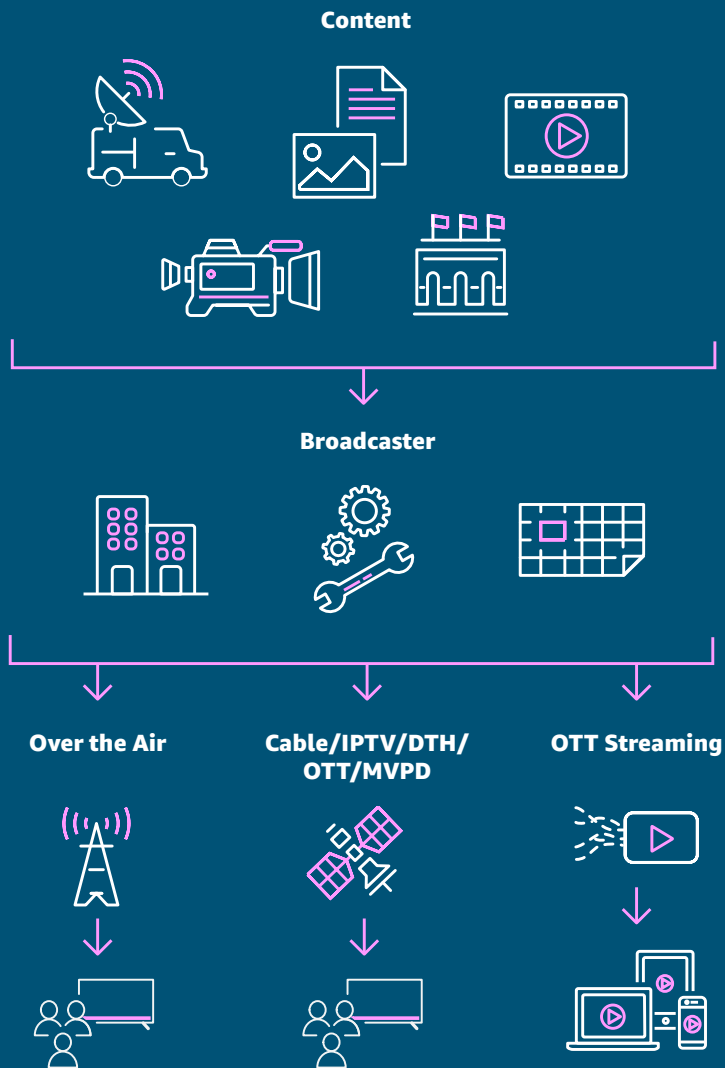 Content
Broadcaster
Over the Air
Cable/IPTV/DTH/
OTT/MVPD
OTT Streaming